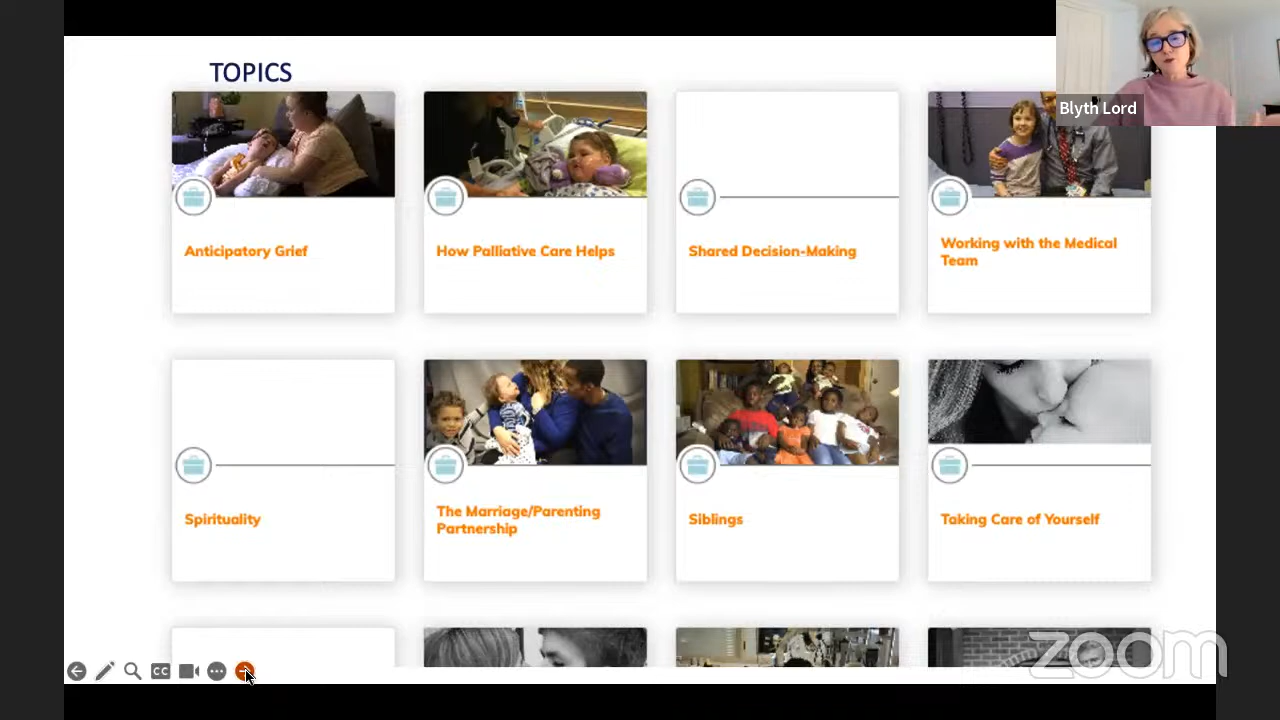 TOPICS
Blyth Lord
Anticipatory Grief
How Palliative Care Helps
Shared Decision-Making
Working with the Medical
Team
Spirituality
The Marriage/Parenting
Partnership
Siblings
Taking Care of Yourself
CC
zoom